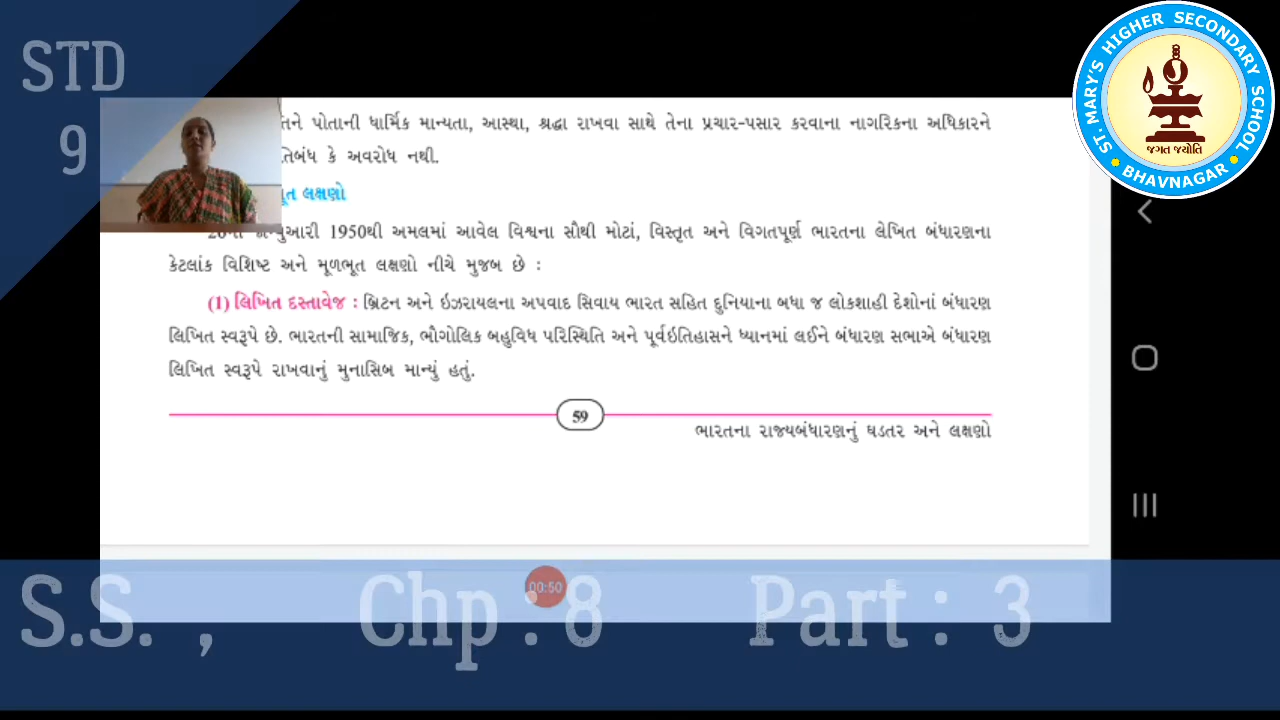 STD
9
ST. MARY'S HIGHER SECONDARY SCHOOL
જગત જ્યોતિ
BHAVNAGAR
પોતાની ધાર્મિક માન્યતા, આસ્થા, શ્રદ્ધા રાખવા સાથે તેના પ્રચાર-પસાર કરવાના નાગરિકના અધિકારને
કે અવરોધ નથી.
લક્ષણો
1950થી અમલમાં આવેલ વિશ્વના સૌથી મોટાં, વિસ્તૃત અને વિગતપૂર્ણ ભારતના લેખિત બંધારણના
કેટલાંક વિશિષ્ટ અને મૂળભૂત લક્ષણો નીચે મુજબ છે :
(1) લિખિત દસ્તાવેજ : બ્રિટન અને ઇઝરાયલના અપવાદ સિવાય ભારત સહિત દુનિયાના બધા જ લોકશાહી દેશોનાં બંધારણ
લિખિત સ્વરૂપે છે. ભારતની સામાજિક, ભૌગોલિક બહુવિધ પરિસ્થિતિ અને પૂર્વઇતિહાસને ધ્યાનમાં લઈને બંધારણ સભાએ બંધારણ
લિખિત સ્વરૂપે રાખવાનું મુનાસિબ માન્યું હતું.
59
ભારતના રાજ્યબંધારણનું ઘડતર અને લક્ષણો
00:50
S.S. , Chp : 8 Part : 3